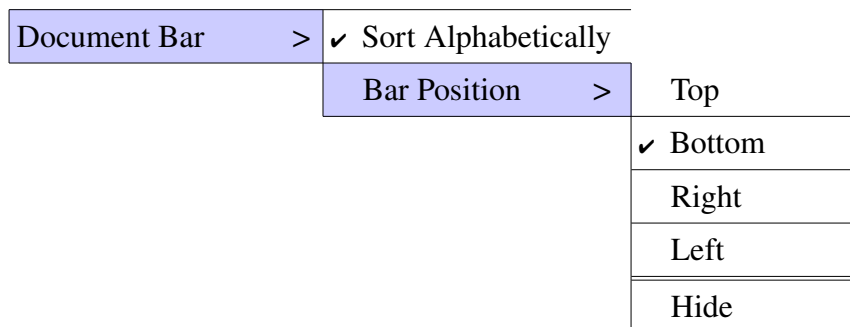 Document Bar > ✔ Sort Alphabetically
Bar Position > Top
✔ Bottom
Right
Left
Hide